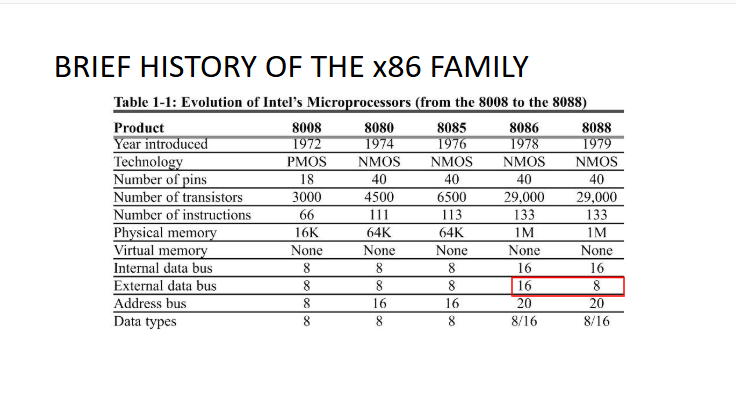 BRIEF HISTORY OF THE x86 FAMILY
Table 1-1: Evolution of Intel's Microprocessors (from the 8008 to the 8088)
Product 8008 8080 8085 8086 8088
Year introduced 1972 1974 1976 1978 1979
Technology PMOS NMOS NMOS NMOS NMOS
Number of pins 18 40 40 40 40
Number of transistors 3000 4500 6500 29,000 29,000
Number of instructions 66 111 113 133 133
Physical memory 16K 64K 64K 1M 1M
Virtual memory None None None None None
Internal data bus 8 8 8 16 16
External data bus 8 8 8 16 8
Address bus 8 16 16 20 20
Data types 8 8 8 8/16 8/16